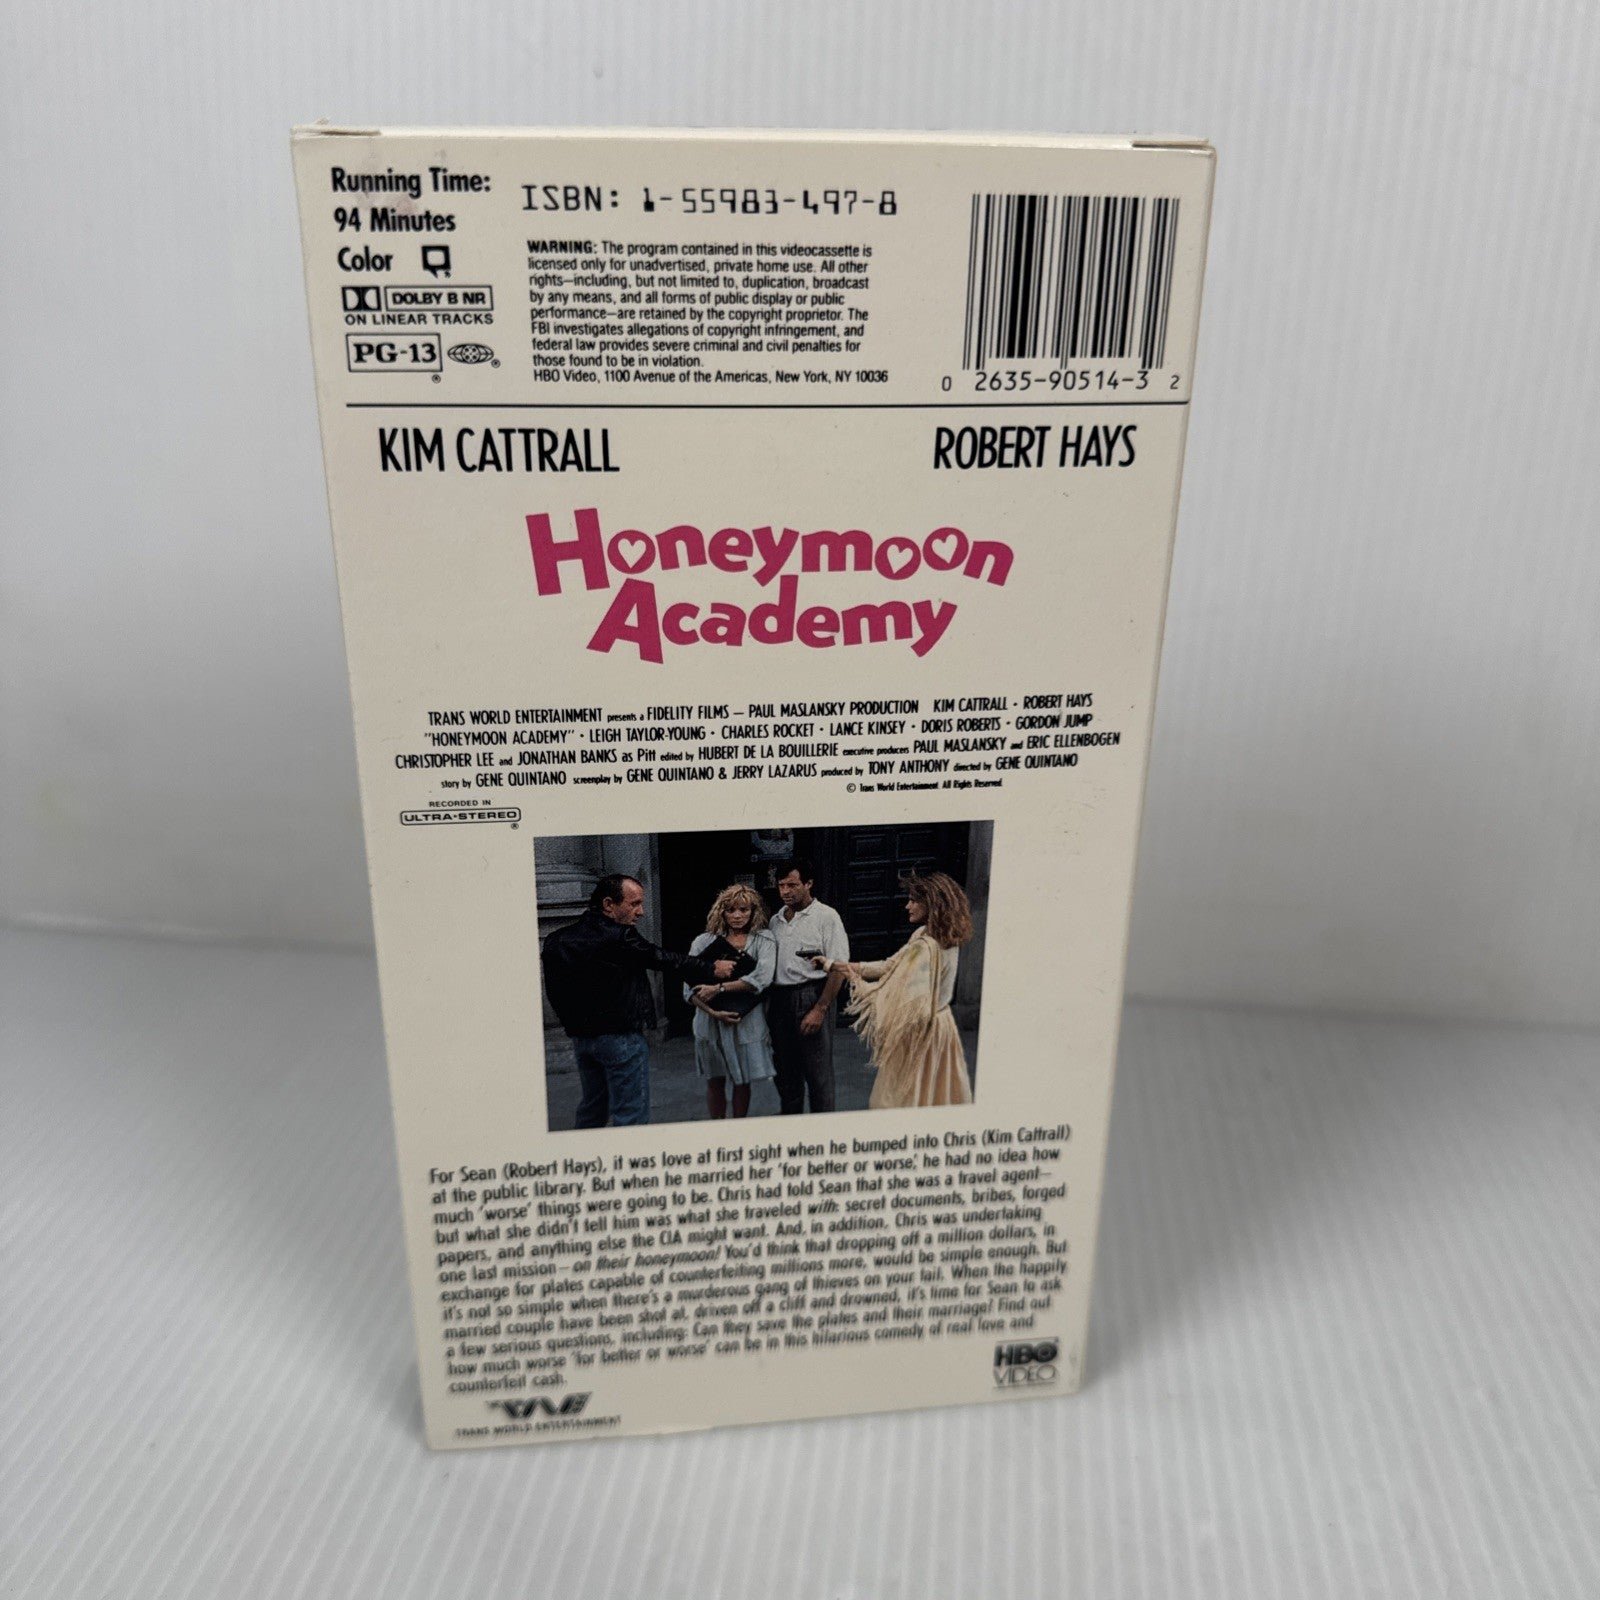 Running Time:
94 Minutes
Color
DOLBY B NR
ON LINEAR TRACKS
PG-13
ISBN: 1-55983-497-8
WARNING: The program contained in this videocassette is
licensed only for unadvertised, private home use. All other
rights—including, but not limited to, duplication, broadcast
by any means, and all forms of public display or public
performance—are retained by the copyright proprietor. The
FBI investigates allegations of copyright infringement, and
federal law provides severe criminal and civil penalties for
those found to be in violation.
HBO Video, 1100 Avenue of the Americas, New York, NY 10036
0 2635-90514-3 2
KIM CATTRALL
ROBERT HAYS
Honeymoon
Academy
TRANS WORLD ENTERTAINMENT presents a FIDELITY FILMS – PAUL MASLANSKY PRODUCTION KIM CATTRALL · ROBERT HAYS
"HONEYMOON ACADEMY" · LEIGH TAYLOR-YOUNG · CHARLES ROCKET · LANCE KINSEY · DORIS ROBERTS · GORDON JUMP
CHRISTOPHER LEE and JONATHAN BANKS as Pitt edited by HUBERT DE LA BOUILLERIE executive producers PAUL MASLANSKY and ERIC ELLENBOGEN
story by GENE QUINTANO screenplay by GENE QUINTANO & JERRY LAZARUS produced by TONY ANTHONY directed by GENE QUINTANO
© Trans World Entertainment. All Rights Reserved.
RECORDED IN
ULTRA-STEREO
For Sean (Robert Hays), it was love at first sight when he bumped into Chris (Kim Cattrall)
at the public library. But when he married her 'for better or worse,' he had no idea how
much 'worse' things were going to be. Chris had told Sean that she was a travel agent—
but what she didn't tell him was what she traveled with: secret documents, bribes, forged
papers, and anything else the CIA might want. And, in addition, Chris was undertaking
one last mission—on their honeymoon! You'd think that dropping off a million dollars, in
exchange for plates capable of counterfeiting millions more, would be simple enough. But
it's not so simple when there's a murderous gang of thieves on your tail. When the happily
married couple have been shot at, driven off a cliff and drowned, it's time for Sean to ask
a few serious questions, including: Can they save the plates and their marriage? Find out
how much worse 'for better or worse' can be in this hilarious comedy of real love and
counterfeit cash.
TWE
TRANS WORLD ENTERTAINMENT
HBO
VIDEO